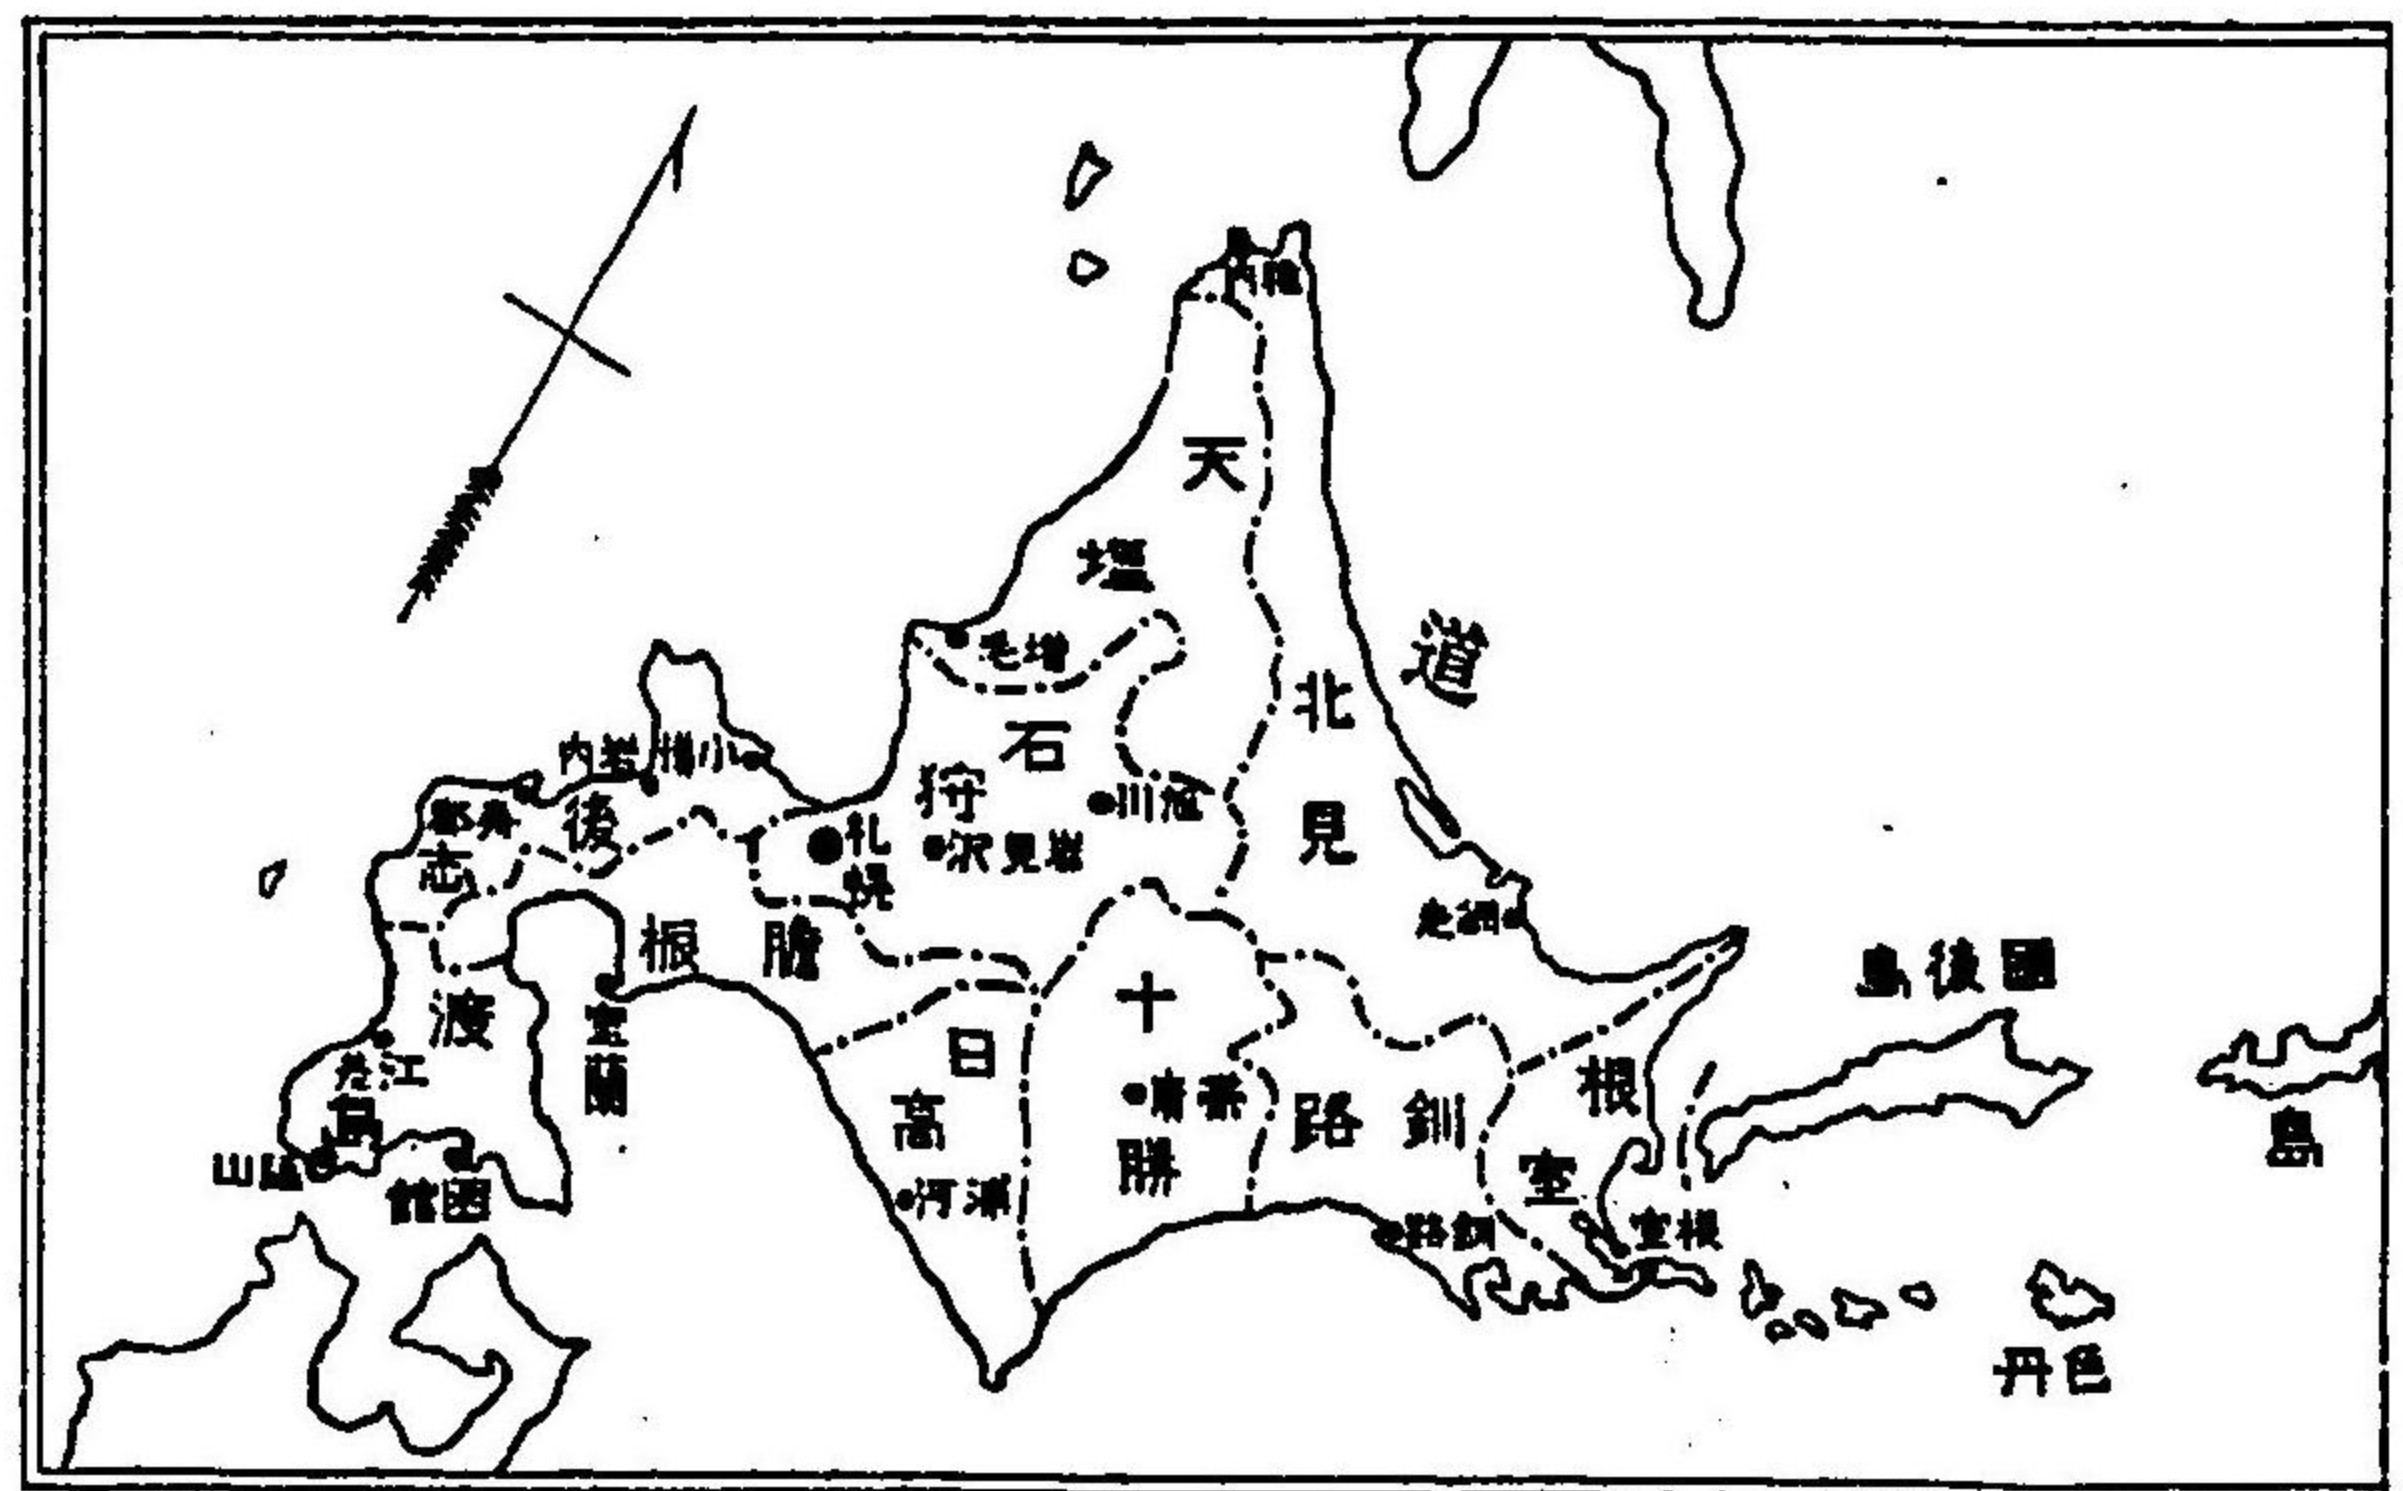 稚内
天塩
増毛
道
北見
石狩
小樽
岩内
旭川
札幌
岩見沢
後志
壽都
膽振
網走
國後島
渡島
室蘭
江差
日高
十勝
帯廣
釧路
根室
島
福山
函館
浦河
釧路
根室
色丹